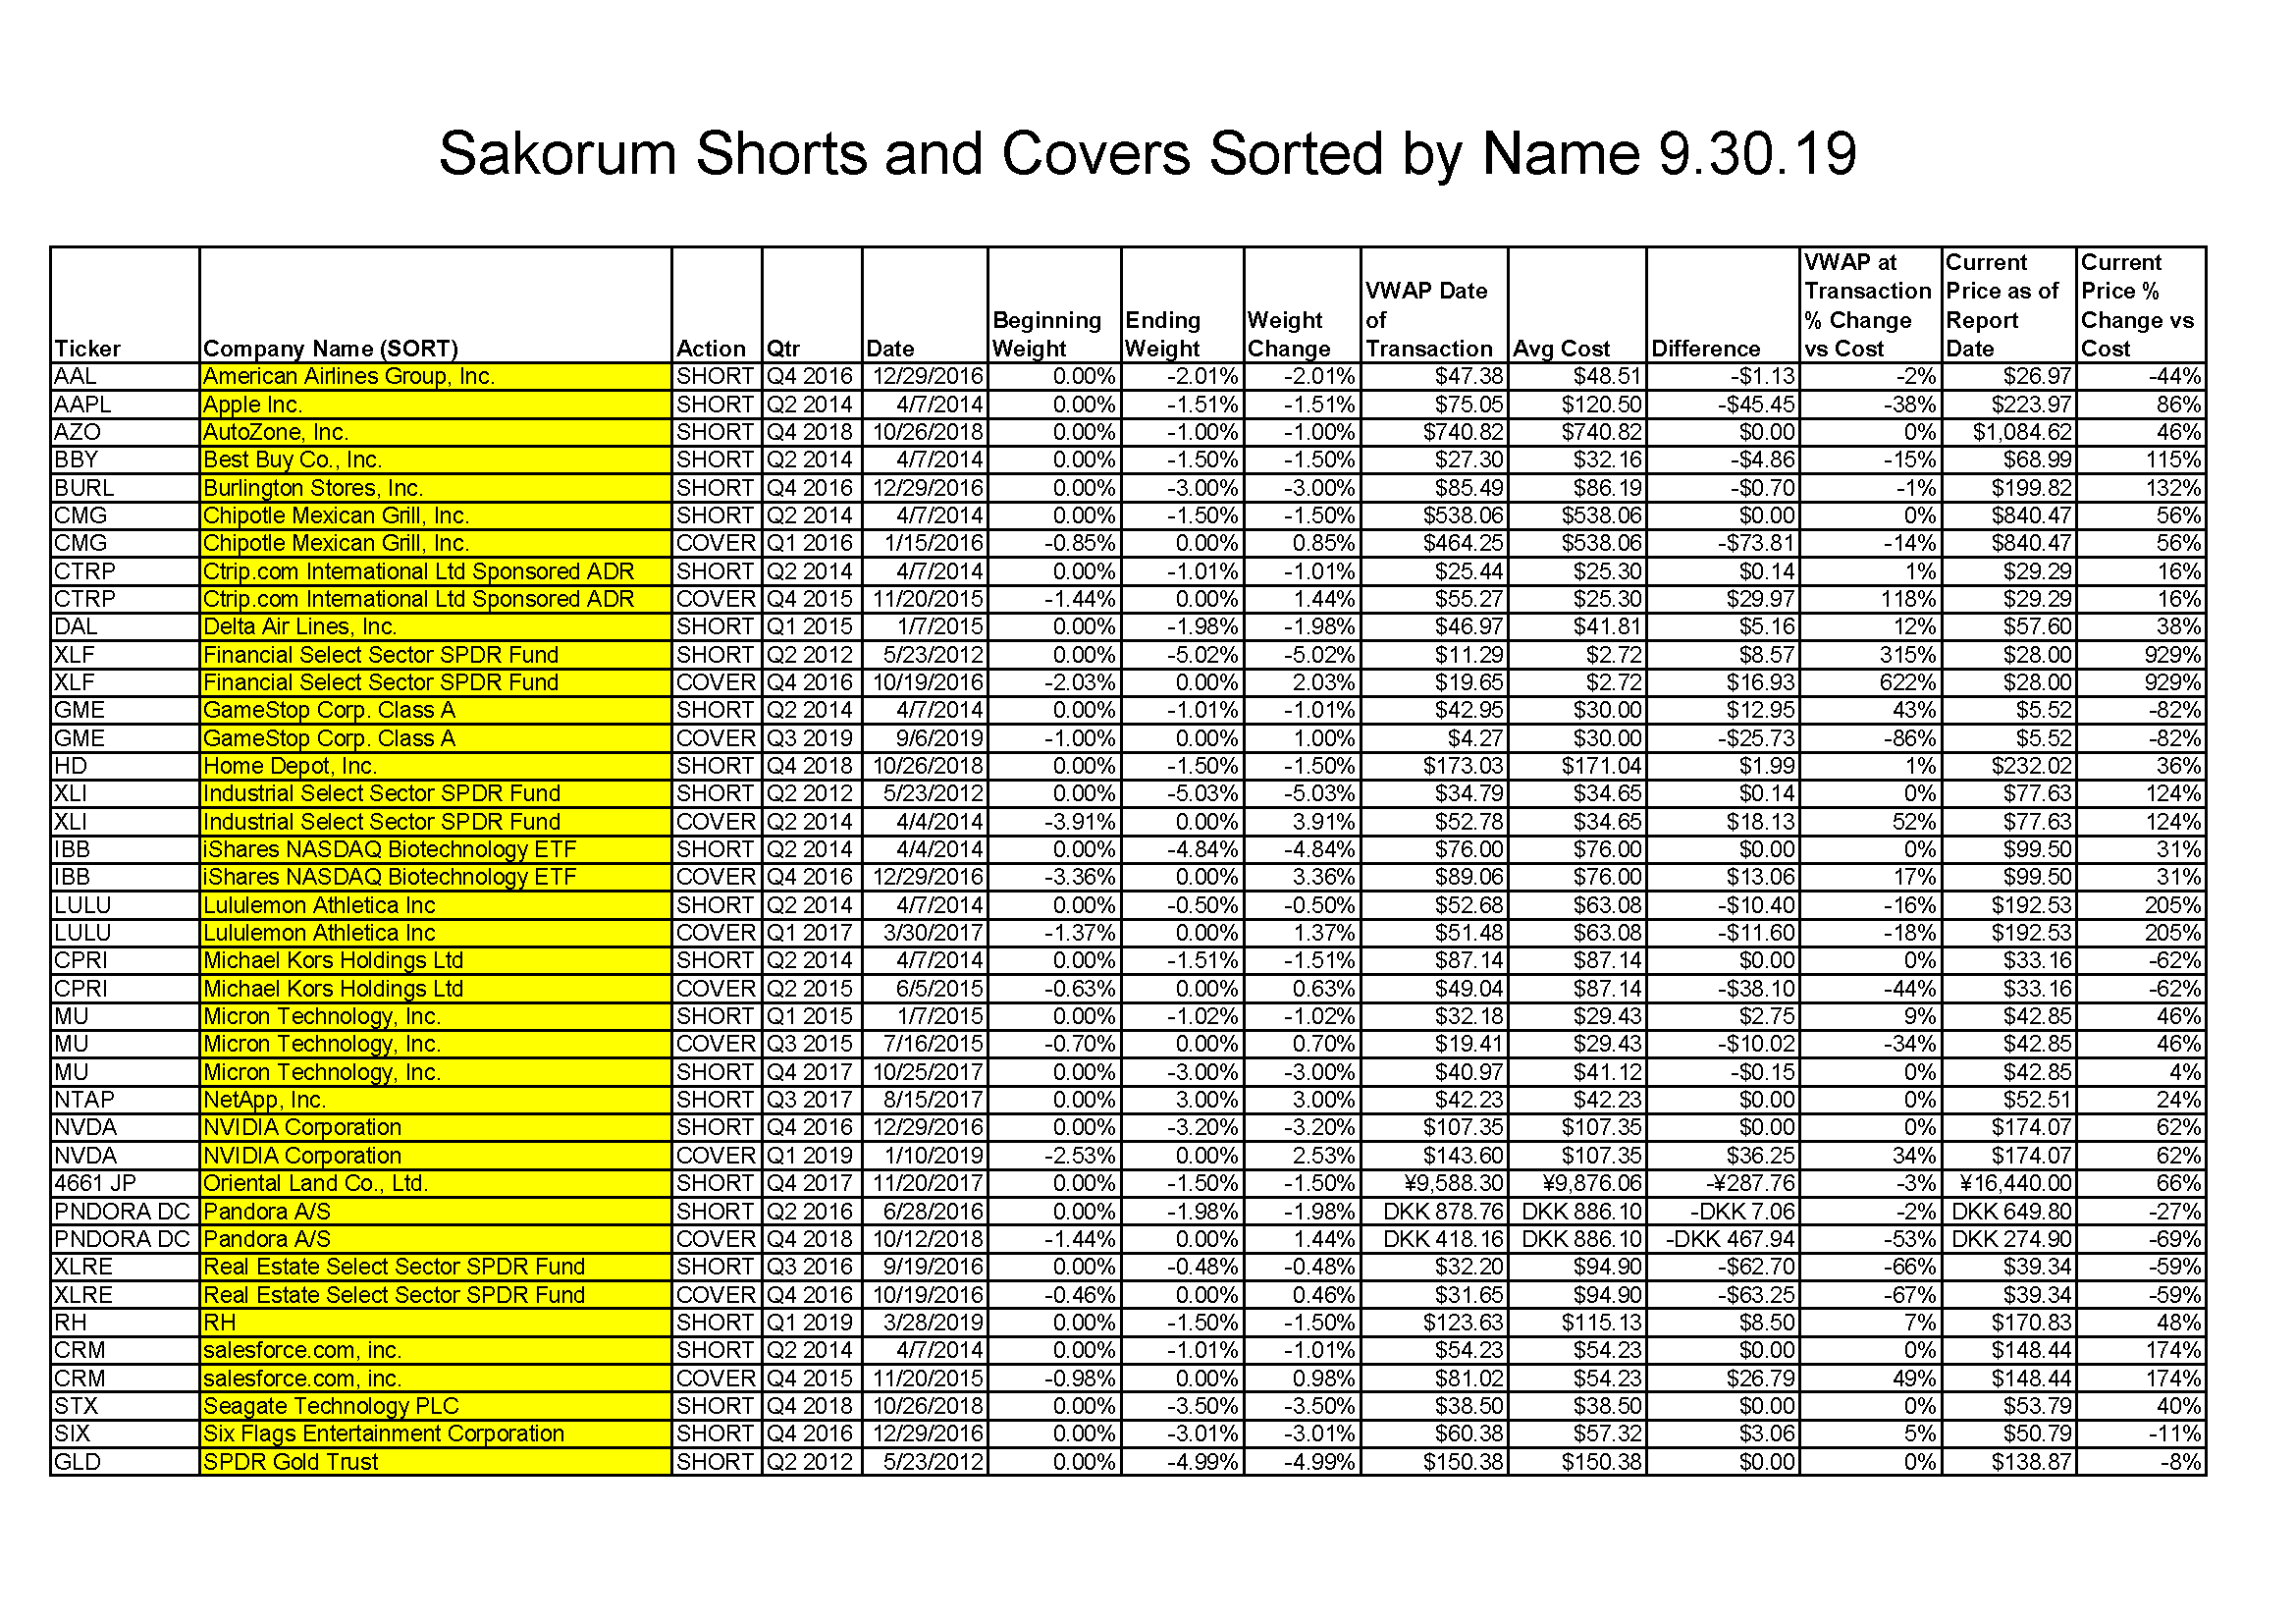 Sakorum Shorts and Covers Sorted by Name 9.30.19
Ticker Company Name (SORT) Action Qtr Date Beginning Weight Ending Weight Weight Change VWAP Date of Transaction Avg Cost Difference VWAP at Transaction % Change vs Cost Current Price as of Report Date Current Price % Change vs Cost
AAL American Airlines Group, Inc. SHORT Q4 2016 12/29/2016 0.00% -2.01% -2.01% $47.38 $48.51 -$1.13 -2% $26.97 -44%
AAPL Apple Inc. SHORT Q2 2014 4/7/2014 0.00% -1.51% -1.51% $75.05 $120.50 -$45.45 -38% $223.97 86%
AZO AutoZone, Inc. SHORT Q4 2018 10/26/2018 0.00% -1.00% -1.00% $740.82 $740.82 $0.00 0% $1,084.62 46%
BBY Best Buy Co., Inc. SHORT Q2 2014 4/7/2014 0.00% -1.50% -1.50% $27.30 $32.16 -$4.86 -15% $68.99 115%
BURL Burlington Stores, Inc. SHORT Q4 2016 12/29/2016 0.00% -3.00% -3.00% $85.49 $86.19 -$0.70 -1% $199.82 132%
CMG Chipotle Mexican Grill, Inc. SHORT Q2 2014 4/7/2014 0.00% -1.50% -1.50% $538.06 $538.06 $0.00 0% $840.47 56%
CMG Chipotle Mexican Grill, Inc. COVER Q1 2016 1/15/2016 -0.85% 0.00% 0.85% $464.25 $538.06 -$73.81 -14% $840.47 56%
CTRP Ctrip.com International Ltd Sponsored ADR SHORT Q2 2014 4/7/2014 0.00% -1.01% -1.01% $25.44 $25.30 $0.14 1% $29.29 16%
CTRP Ctrip.com International Ltd Sponsored ADR COVER Q4 2015 11/20/2015 -1.44% 0.00% 1.44% $55.27 $25.30 $29.97 118% $29.29 16%
DAL Delta Air Lines, Inc. SHORT Q1 2015 1/7/2015 0.00% -1.98% -1.98% $46.97 $41.81 $5.16 12% $57.60 38%
XLF Financial Select Sector SPDR Fund SHORT Q2 2012 5/23/2012 0.00% -5.02% -5.02% $11.29 $2.72 $8.57 315% $28.00 929%
XLF Financial Select Sector SPDR Fund COVER Q4 2016 10/19/2016 -2.03% 0.00% 2.03% $19.65 $2.72 $16.93 622% $28.00 929%
GME GameStop Corp. Class A SHORT Q2 2014 4/7/2014 0.00% -1.01% -1.01% $42.95 $30.00 $12.95 43% $5.52 -82%
GME GameStop Corp. Class A COVER Q3 2019 9/6/2019 -1.00% 0.00% 1.00% $4.27 $30.00 -$25.73 -86% $5.52 -82%
HD Home Depot, Inc. SHORT Q4 2018 10/26/2018 0.00% -1.50% -1.50% $173.03 $171.04 $1.99 1% $232.02 36%
XLI Industrial Select Sector SPDR Fund SHORT Q2 2012 5/23/2012 0.00% -5.03% -5.03% $34.79 $34.65 $0.14 0% $77.63 124%
XLI Industrial Select Sector SPDR Fund COVER Q2 2014 4/4/2014 -3.91% 0.00% 3.91% $52.78 $34.65 $18.13 52% $77.63 124%
IBB iShares NASDAQ Biotechnology ETF SHORT Q2 2014 4/4/2014 0.00% -4.84% -4.84% $76.00 $76.00 $0.00 0% $99.50 31%
IBB iShares NASDAQ Biotechnology ETF COVER Q4 2016 12/29/2016 -3.36% 0.00% 3.36% $89.06 $76.00 $13.06 17% $99.50 31%
LULU Lululemon Athletica Inc SHORT Q2 2014 4/7/2014 0.00% -0.50% -0.50% $52.68 $63.08 -$10.40 -16% $192.53 205%
LULU Lululemon Athletica Inc COVER Q1 2017 3/30/2017 -1.37% 0.00% 1.37% $51.48 $63.08 -$11.60 -18% $192.53 205%
CPRI Michael Kors Holdings Ltd SHORT Q2 2014 4/7/2014 0.00% -1.51% -1.51% $87.14 $87.14 $0.00 0% $33.16 -62%
CPRI Michael Kors Holdings Ltd COVER Q2 2015 6/5/2015 -0.63% 0.00% 0.63% $49.04 $87.14 -$38.10 -44% $33.16 -62%
MU Micron Technology, Inc. SHORT Q1 2015 1/7/2015 0.00% -1.02% -1.02% $32.18 $29.43 $2.75 9% $42.85 46%
MU Micron Technology, Inc. COVER Q3 2015 7/16/2015 -0.70% 0.00% 0.70% $19.41 $29.43 -$10.02 -34% $42.85 46%
MU Micron Technology, Inc. SHORT Q4 2017 10/25/2017 0.00% -3.00% -3.00% $40.97 $41.12 -$0.15 0% $42.85 4%
NTAP NetApp, Inc. SHORT Q3 2017 8/15/2017 0.00% 3.00% 3.00% $42.23 $42.23 $0.00 0% $52.51 24%
NVDA NVIDIA Corporation SHORT Q4 2016 12/29/2016 0.00% -3.20% -3.20% $107.35 $107.35 $0.00 0% $174.07 62%
NVDA NVIDIA Corporation COVER Q1 2019 1/10/2019 -2.53% 0.00% 2.53% $143.60 $107.35 $36.25 34% $174.07 62%
4661 JP Oriental Land Co., Ltd. SHORT Q4 2017 11/20/2017 0.00% -1.50% -1.50% ¥9,588.30 ¥9,876.06 -¥287.76 -3% ¥16,440.00 66%
PNDORA DC Pandora A/S SHORT Q2 2016 6/28/2016 0.00% -1.98% -1.98% DKK 878.76 DKK 886.10 -DKK 7.06 -2% DKK 649.80 -27%
PNDORA DC Pandora A/S COVER Q4 2018 10/12/2018 -1.44% 0.00% 1.44% DKK 418.16 DKK 886.10 -DKK 467.94 -53% DKK 274.90 -69%
XLRE Real Estate Select Sector SPDR Fund SHORT Q3 2016 9/19/2016 0.00% -0.48% -0.48% $32.20 $94.90 -$62.70 -66% $39.34 -59%
XLRE Real Estate Select Sector SPDR Fund COVER Q4 2016 10/19/2016 -0.46% 0.00% 0.46% $31.65 $94.90 -$63.25 -67% $39.34 -59%
RH RH SHORT Q1 2019 3/28/2019 0.00% -1.50% -1.50% $123.63 $115.13 $8.50 7% $170.83 48%
CRM salesforce.com, inc. SHORT Q2 2014 4/7/2014 0.00% -1.01% -1.01% $54.23 $54.23 $0.00 0% $148.44 174%
CRM salesforce.com, inc. COVER Q4 2015 11/20/2015 -0.98% 0.00% 0.98% $81.02 $54.23 $26.79 49% $148.44 174%
STX Seagate Technology PLC SHORT Q4 2018 10/26/2018 0.00% -3.50% -3.50% $38.50 $38.50 $0.00 0% $53.79 40%
SIX Six Flags Entertainment Corporation SHORT Q4 2016 12/29/2016 0.00% -3.01% -3.01% $60.38 $57.32 $3.06 5% $50.79 -11%
GLD SPDR Gold Trust SHORT Q2 2012 5/23/2012 0.00% -4.99% -4.99% $150.38 $150.38 $0.00 0% $138.87 -8%